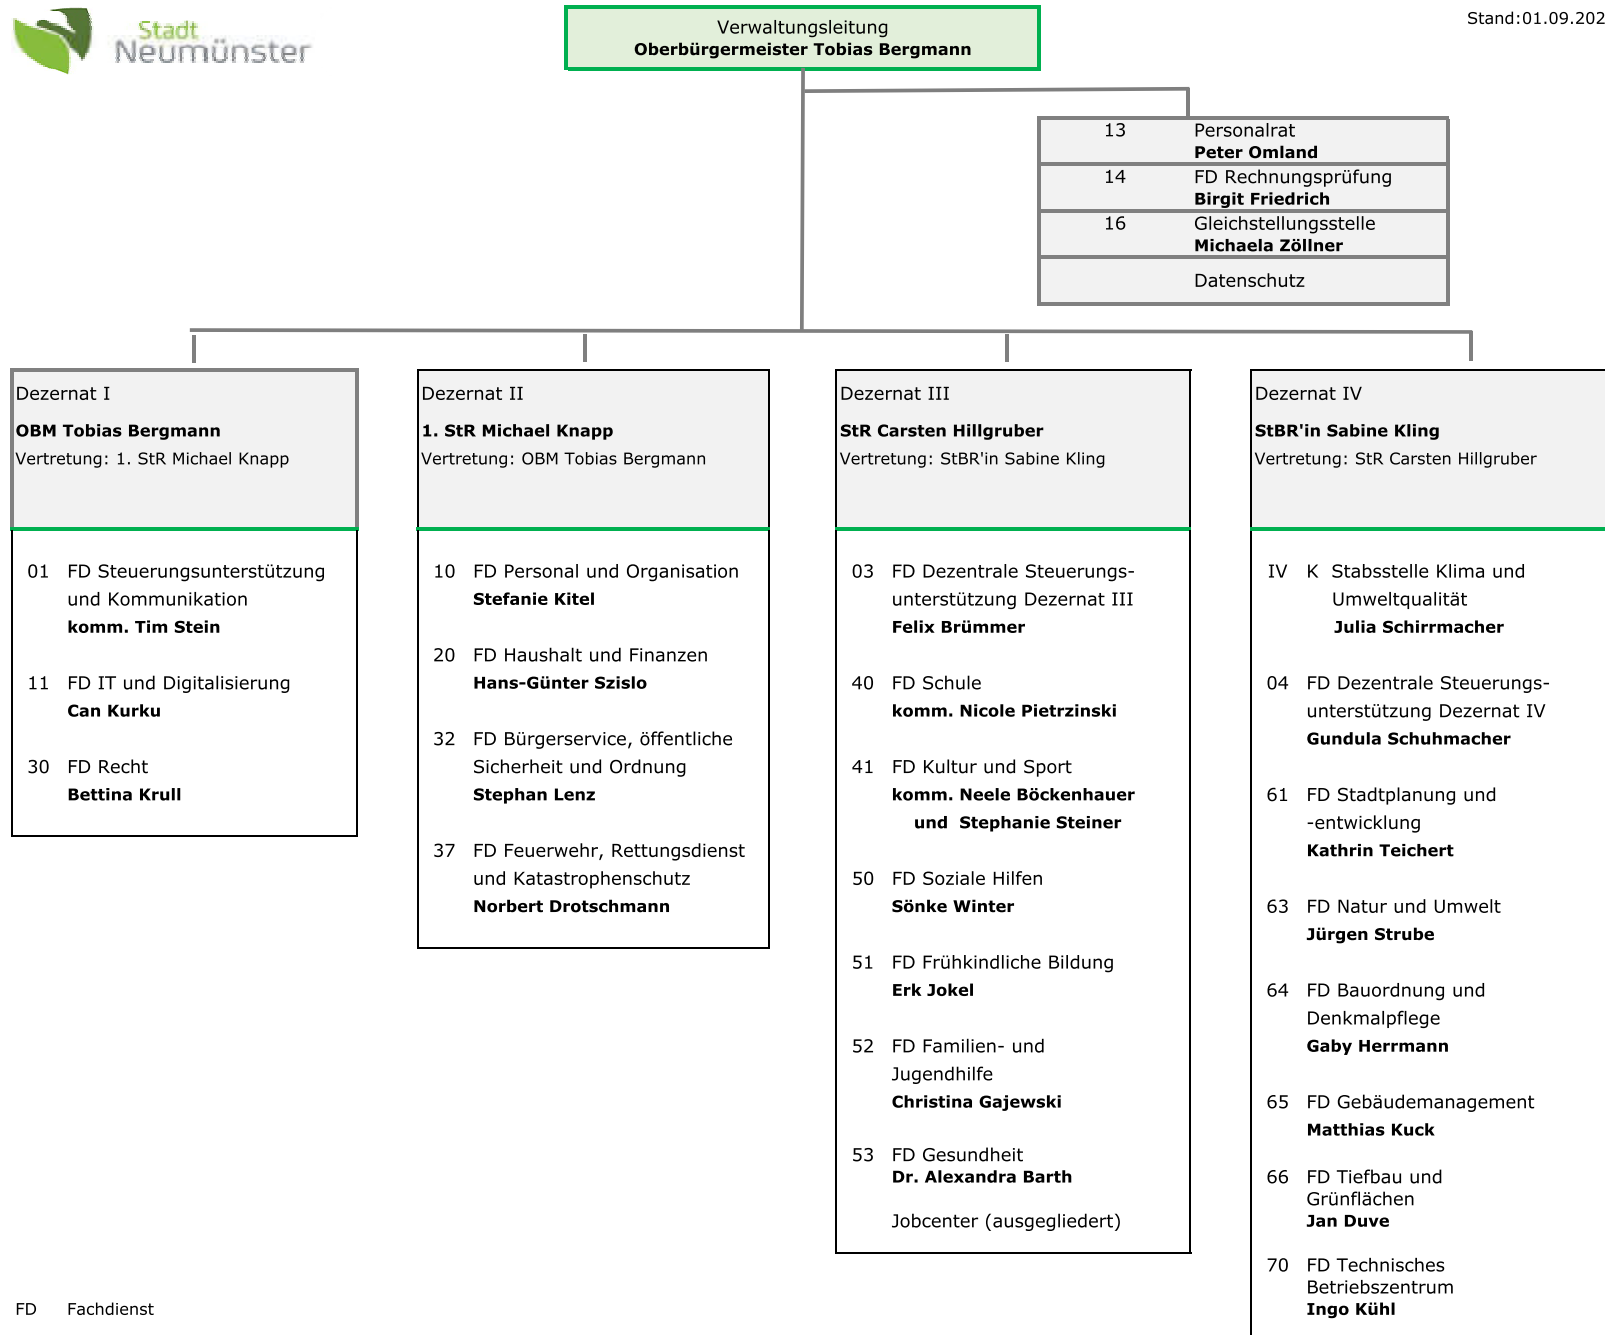 Stadt
Neumünster
Verwaltungsleitung
Oberbürgermeister Tobias Bergmann
Stand:01.09.202
13 Personalrat
Peter Omland
14 FD Rechnungsprüfung
Birgit Friedrich
16 Gleichstellungsstelle
Michaela Zöllner
Datenschutz
Dezernat I
OBM Tobias Bergmann
Vertretung: 1. StR Michael Knapp
01 FD Steuerungsunterstützung
und Kommunikation
komm. Tim Stein
11 FD IT und Digitalisierung
Can Kurku
30 FD Recht
Bettina Krull
Dezernat II
1. StR Michael Knapp
Vertretung: OBM Tobias Bergmann
10 FD Personal und Organisation
Stefanie Kitel
20 FD Haushalt und Finanzen
Hans-Günter Szislo
32 FD Bürgerservice, öffentliche
Sicherheit und Ordnung
Stephan Lenz
37 FD Feuerwehr, Rettungsdienst
und Katastrophenschutz
Norbert Drotschmann
Dezernat III
StR Carsten Hillgruber
Vertretung: StBR'in Sabine Kling
03 FD Dezentrale Steuerungs-
unterstützung Dezernat III
Felix Brümmer
40 FD Schule
komm. Nicole Pietrzinski
41 FD Kultur und Sport
komm. Neele Böckenhauer
und Stephanie Steiner
50 FD Soziale Hilfen
Sönke Winter
51 FD Frühkindliche Bildung
Erk Jokel
52 FD Familien- und
Jugendhilfe
Christina Gajewski
53 FD Gesundheit
Dr. Alexandra Barth
Jobcenter (ausgegliedert)
Dezernat IV
StBR'in Sabine Kling
Vertretung: StR Carsten Hillgruber
IV K Stabsstelle Klima und
Umweltqualität
Julia Schirrmacher
04 FD Dezentrale Steuerungs-
unterstützung Dezernat IV
Gundula Schuhmacher
61 FD Stadtplanung und
-entwicklung
Kathrin Teichert
63 FD Natur und Umwelt
Jürgen Strube
64 FD Bauordnung und
Denkmalpflege
Gaby Herrmann
65 FD Gebäudemanagement
Matthias Kuck
66 FD Tiefbau und
Grünflächen
Jan Duve
70 FD Technisches
Betriebszentrum
Ingo Kühl
FD Fachdienst